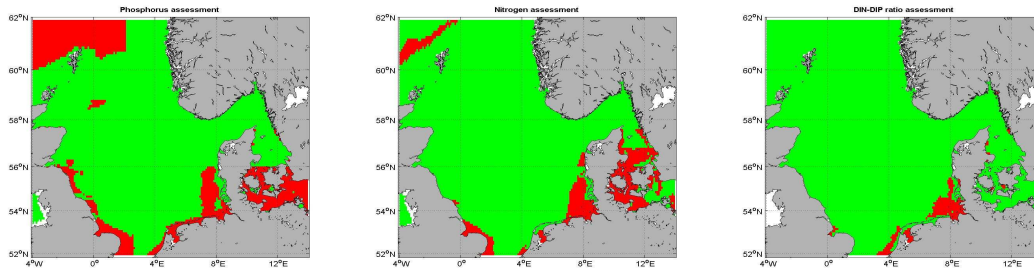 Phosphorus assessment
62°N
60°N
58°N
56°N
54°N
52°N
4°W
0°
4°E
8°E
12°E
Nitrogen assessment
62°N
60°N
58°N
56°N
54°N
52°N
4°W
0°
4°E
8°E
12°E
DIN-DIP ratio assessment
62°N
60°N
58°N
56°N
54°N
52°N
4°W
0°
4°E
8°E
12°E